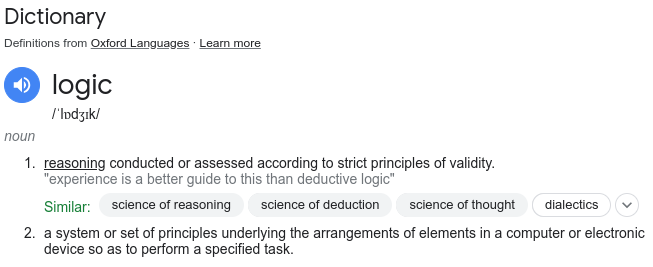 Dictionary
Definitions from Oxford Languages · Learn more
logic
/ˈlɒdʒɪk/
noun
1. reasoning conducted or assessed according to strict principles of validity.
"experience is a better guide to this than deductive logic"
Similar: science of reasoning science of deduction science of thought dialectics
2. a system or set of principles underlying the arrangements of elements in a computer or electronic
device so as to perform a specified task.